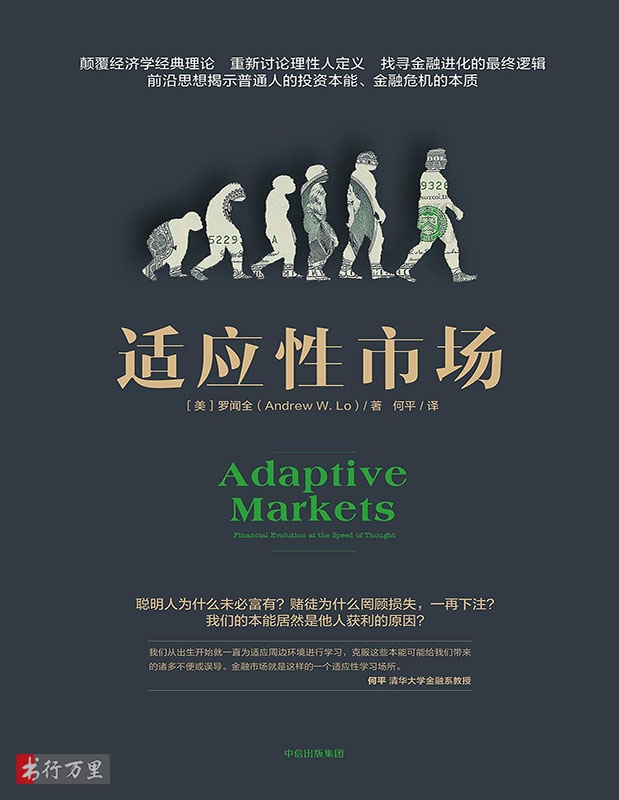 颠覆经济学经典理论 重新讨论理性人定义 找寻金融进化的最终逻辑
前沿思想揭示普通人的投资本能、金融危机的本质
DOL
9326
NOTON.D
5229
A
适应性市场
[美]罗闻全(Andrew W. Lo)/著 何平/译
Adaptive
Markets
Financial Evolution at the Speed of Thought
聪明人为什么未必富有?赌徒为什么罔顾损失,一再下注?
我们的本能居然是他人获利的原因?
我们从出生开始就一直为适应周边环境进行学习,克服这些本能可能给我们带来
的诸多不便或误导。金融市场就是这样的一个适应性学习场所。
何平 清华大学金融系教授
中信出版集团
书行万里